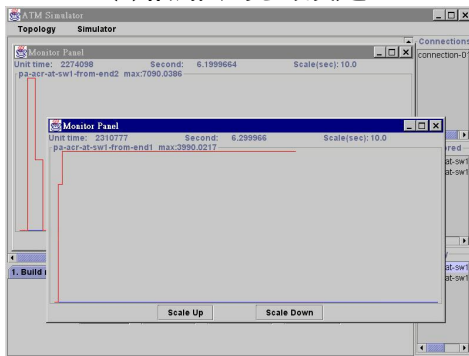 ATM Simulator
Topology Simulator
Connections
connection-01
Monitor Panel
Unit time: 2274098 Second: 6.1999664 Scale(sec): 10.0
pa-acr-at-sw1-from-end2 max:7090.0386
Monitor Panel
Unit time: 2310777 Second: 6.299966 Scale(sec): 10.0
pa-acr-at-sw1-from-end1 max:3990.0217
red
at-sw1
at-sw1
1. Build
at-sw1
at-sw1
Scale Up Scale Down